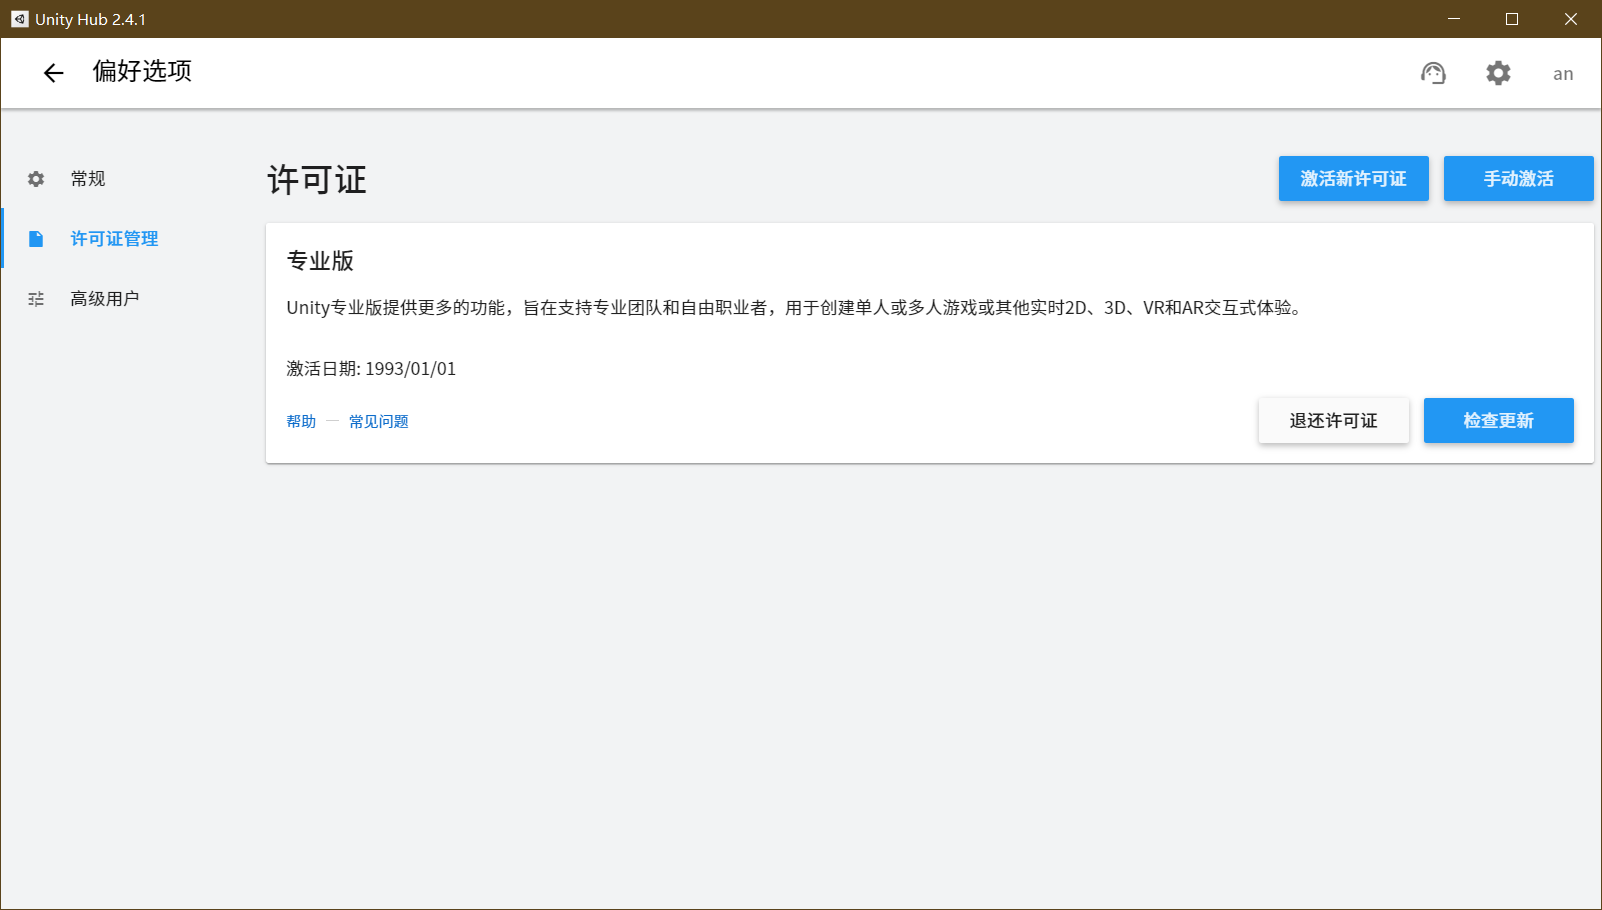 Unity Hub 2.4.1
偏好选项
an
常规
许可证管理
高级用户
许可证
激活新许可证
手动激活
专业版
Unity专业版提供更多的功能，旨在支持专业团队和自由职业者，用于创建单人或多人游戏或其他实时2D、3D、VR和AR交互式体验。
激活日期: 1993/01/01
帮助 — 常见问题
退还许可证
检查更新